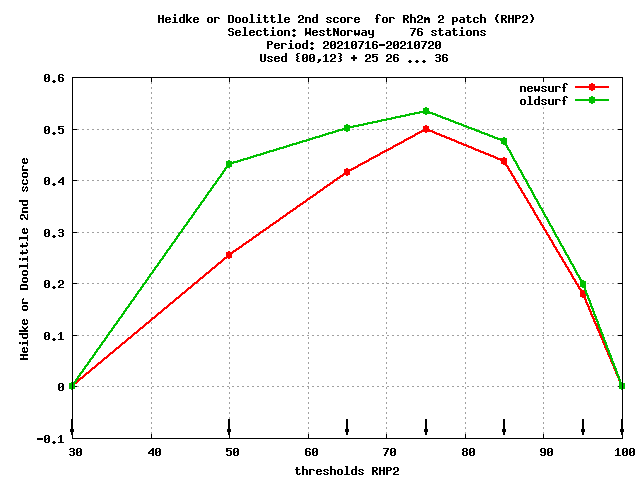 Heidke or Doolittle 2nd score  for Rh2m 2 patch (RHP2)
Selection: WestNorway     76 stations
Period: 20210716-20210720
Used {00,12} + 25 26 ... 36
newsurf
oldsurf
0.6
0.5
0.4
0.3
0.2
0.1
0
-0.1
Heidke or Doolittle 2nd score
30 40 50 60 70 80 90 100
thresholds RHP2